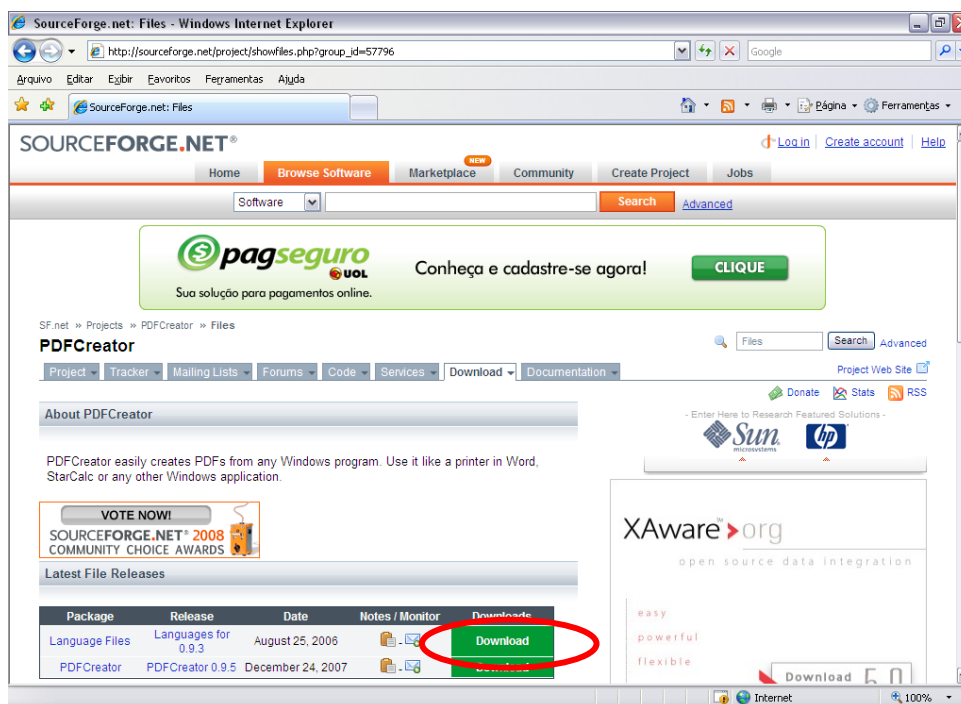 SourceForge.net: Files - Windows Internet Explorer
http://sourceforge.net/project/showfiles.php?group_id=57796
Google
Arquivo Editar Exibir Favoritos Ferramentas Ajuda
SourceForge.net: Files
Página Ferramentas
SOURCEFORGE.NET®
Log in Create account Help
NEW
Home Browse Software Marketplace Community Create Project Jobs
Software Search Advanced
pagseguro
UOL
Sua solução para pagamentos online.
Conheça e cadastre-se agora!
CLIQUE
SF.net » Projects » PDFCreator » Files
PDFCreator
Files Search Advanced
Project Tracker Mailing Lists Forums Code Services Download Documentation
Project Web Site
Donate Stats RSS
About PDFCreator
- Enter Here to Research Featured Solutions -
Sun
microsystems
hp
PDFCreator easily creates PDFs from any Windows program. Use it like a printer in Word,
StarCalc or any other Windows application.
VOTE NOW!
SOURCEFORGE.NET® 2008
COMMUNITY CHOICE AWARDS
XAware™>org
open source data integration
easy
powerful
flexible
Download 5.0
Latest File Releases
Package Release Date Notes / Monitor Downloads
Language Files Languages for 0.9.3 August 25, 2006 - Download
PDFCreator PDFCreator 0.9.5 December 24, 2007 - Download
Internet 100%